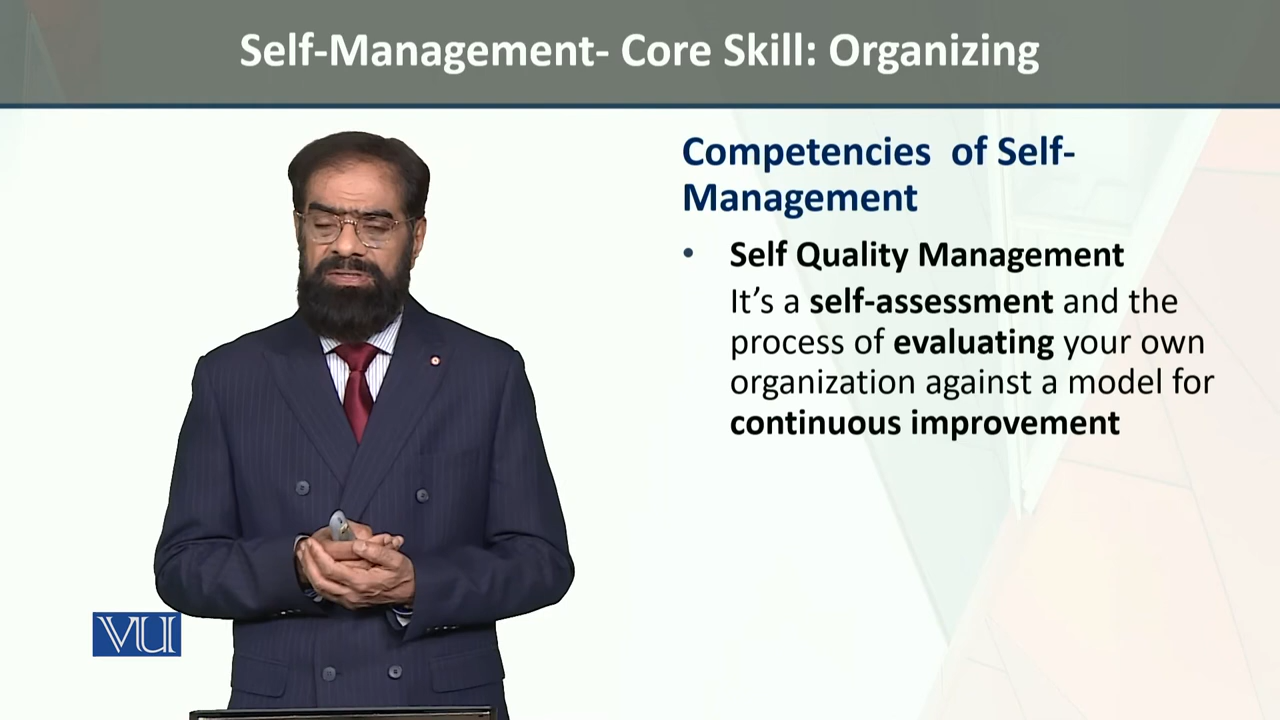 Self-Management- Core Skill: Organizing
Competencies of Self-
Management
• Self Quality Management
It’s a self-assessment and the
process of evaluating your own
organization against a model for
continuous improvement
VU